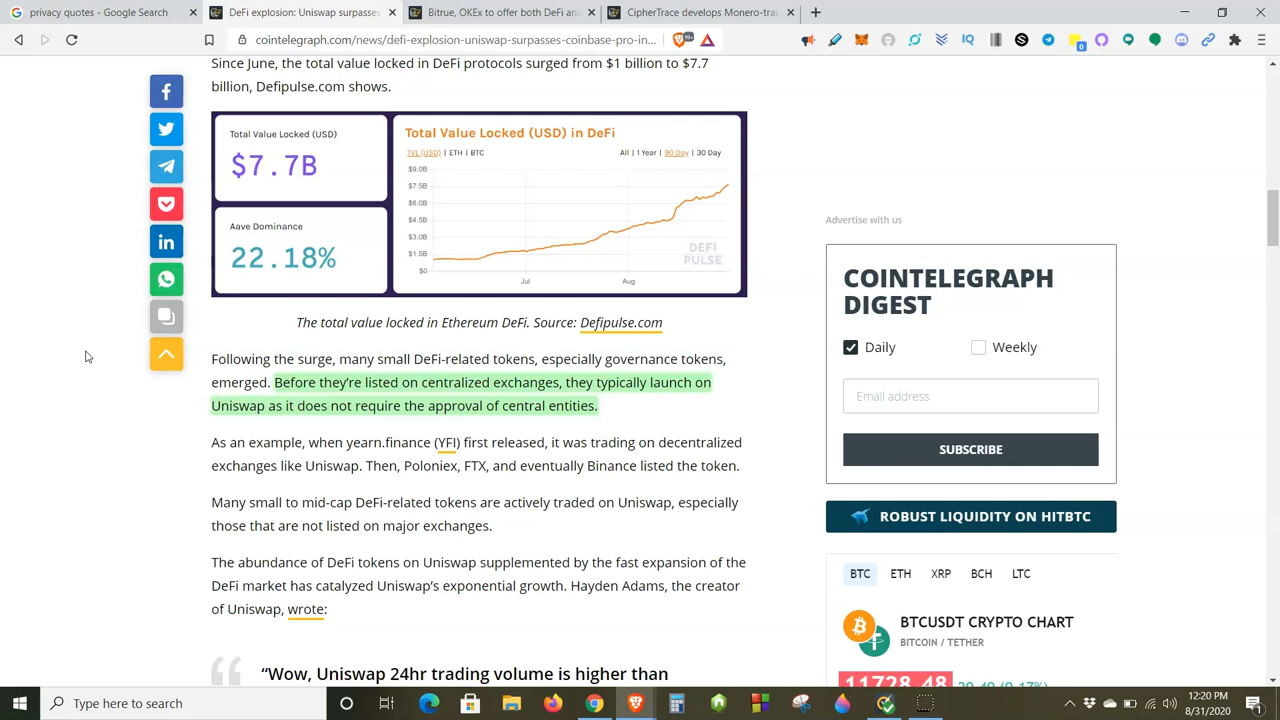 privacy quotes - Google Search
DeFi explosion: Uniswap surpasses
Bitrue, OKEx to offer both DeFi and
CipherTrace develops Monero-trac
cointelegraph.com/news/defi-explosion-uniswap-surpasses-coinbase-pro-in...
99+
IQ
0
Since June, the total value locked in DeFi protocols surged from $1 billion to $7.7
billion, Defipulse.com shows.
Total Value Locked (USD)
$7.7B
Aave Dominance
22.18%
Total Value Locked (USD) in DeFi
TVL (USD) | ETH | BTC
All | 1 Year | 90 Day | 30 Day
$9.0B
$7.5B
$6.0B
$4.5B
$3.0B
$1.5B
$0
Jul
Aug
DEFI
PULSE
The total value locked in Ethereum DeFi. Source: Defipulse.com
Following the surge, many small DeFi-related tokens, especially governance tokens,
emerged. Before they’re listed on centralized exchanges, they typically launch on
Uniswap as it does not require the approval of central entities.
As an example, when yearn.finance (YFI) first released, it was trading on decentralized
exchanges like Uniswap. Then, Poloniex, FTX, and eventually Binance listed the token.
Many small to mid-cap DeFi-related tokens are actively traded on Uniswap, especially
those that are not listed on major exchanges.
The abundance of DeFi tokens on Uniswap supplemented by the fast expansion of the
DeFi market has catalyzed Uniswap’s exponential growth. Hayden Adams, the creator
of Uniswap, wrote:
“Wow, Uniswap 24hr trading volume is higher than
Advertise with us
COINTELEGRAPH
DIGEST
Daily
Weekly
Email address
SUBSCRIBE
ROBUST LIQUIDITY ON HITBTC
BTC ETH XRP BCH LTC
BTCUSDT CRYPTO CHART
BITCOIN / TETHER
11728.48
20.40 (0.17%)
Type here to search
12:20 PM
8/31/2020
1